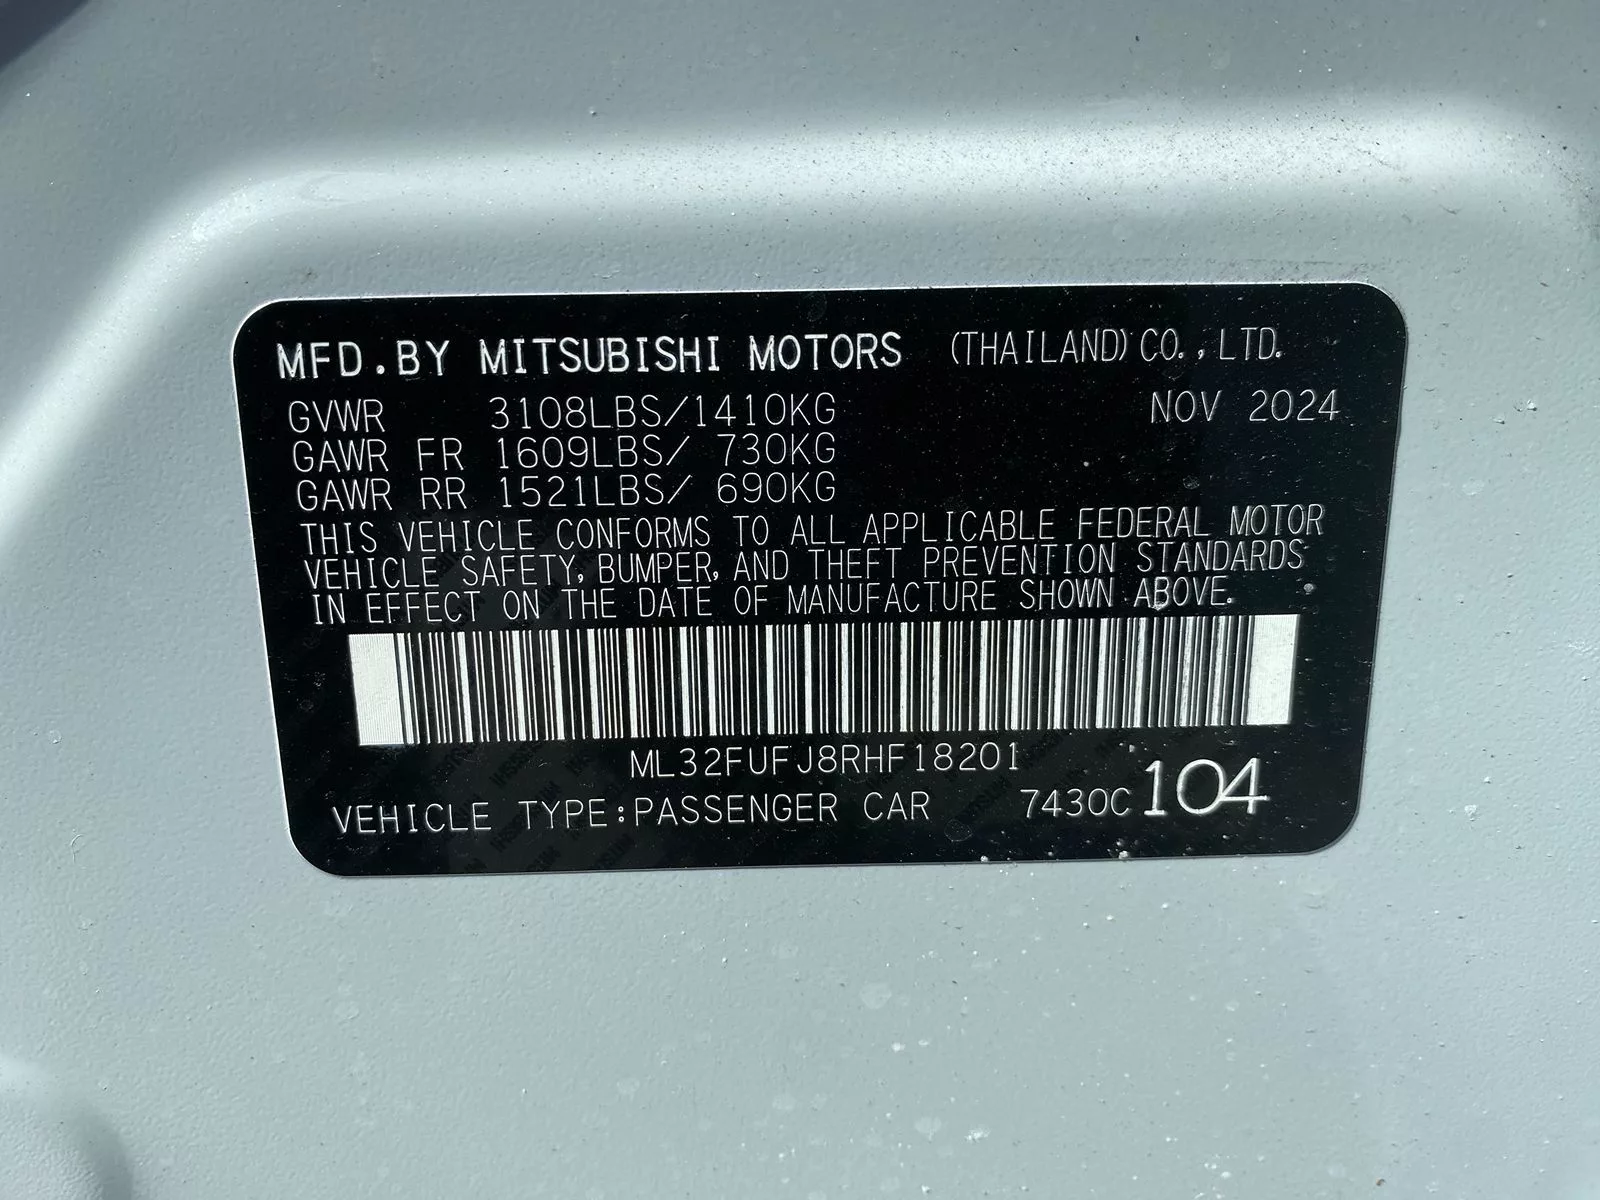 MFD.BY MITSUBISHI MOTORS (THAILAND) CO.,LTD.
GVWR 3108LBS/1410KG NOV 2024
GAWR FR 1609LBS/ 730KG
GAWR RR 1521LBS/ 690KG
THIS VEHICLE CONFORMS TO ALL APPLICABLE FEDERAL MOTOR
VEHICLE SAFETY, BUMPER, AND THEFT PREVENTION STANDARDS
IN EFFECT ON THE DATE OF MANUFACTURE SHOWN ABOVE.
ML32FUFJ8RHF18201
VEHICLE TYPE:PASSENGER CAR 7430C 104